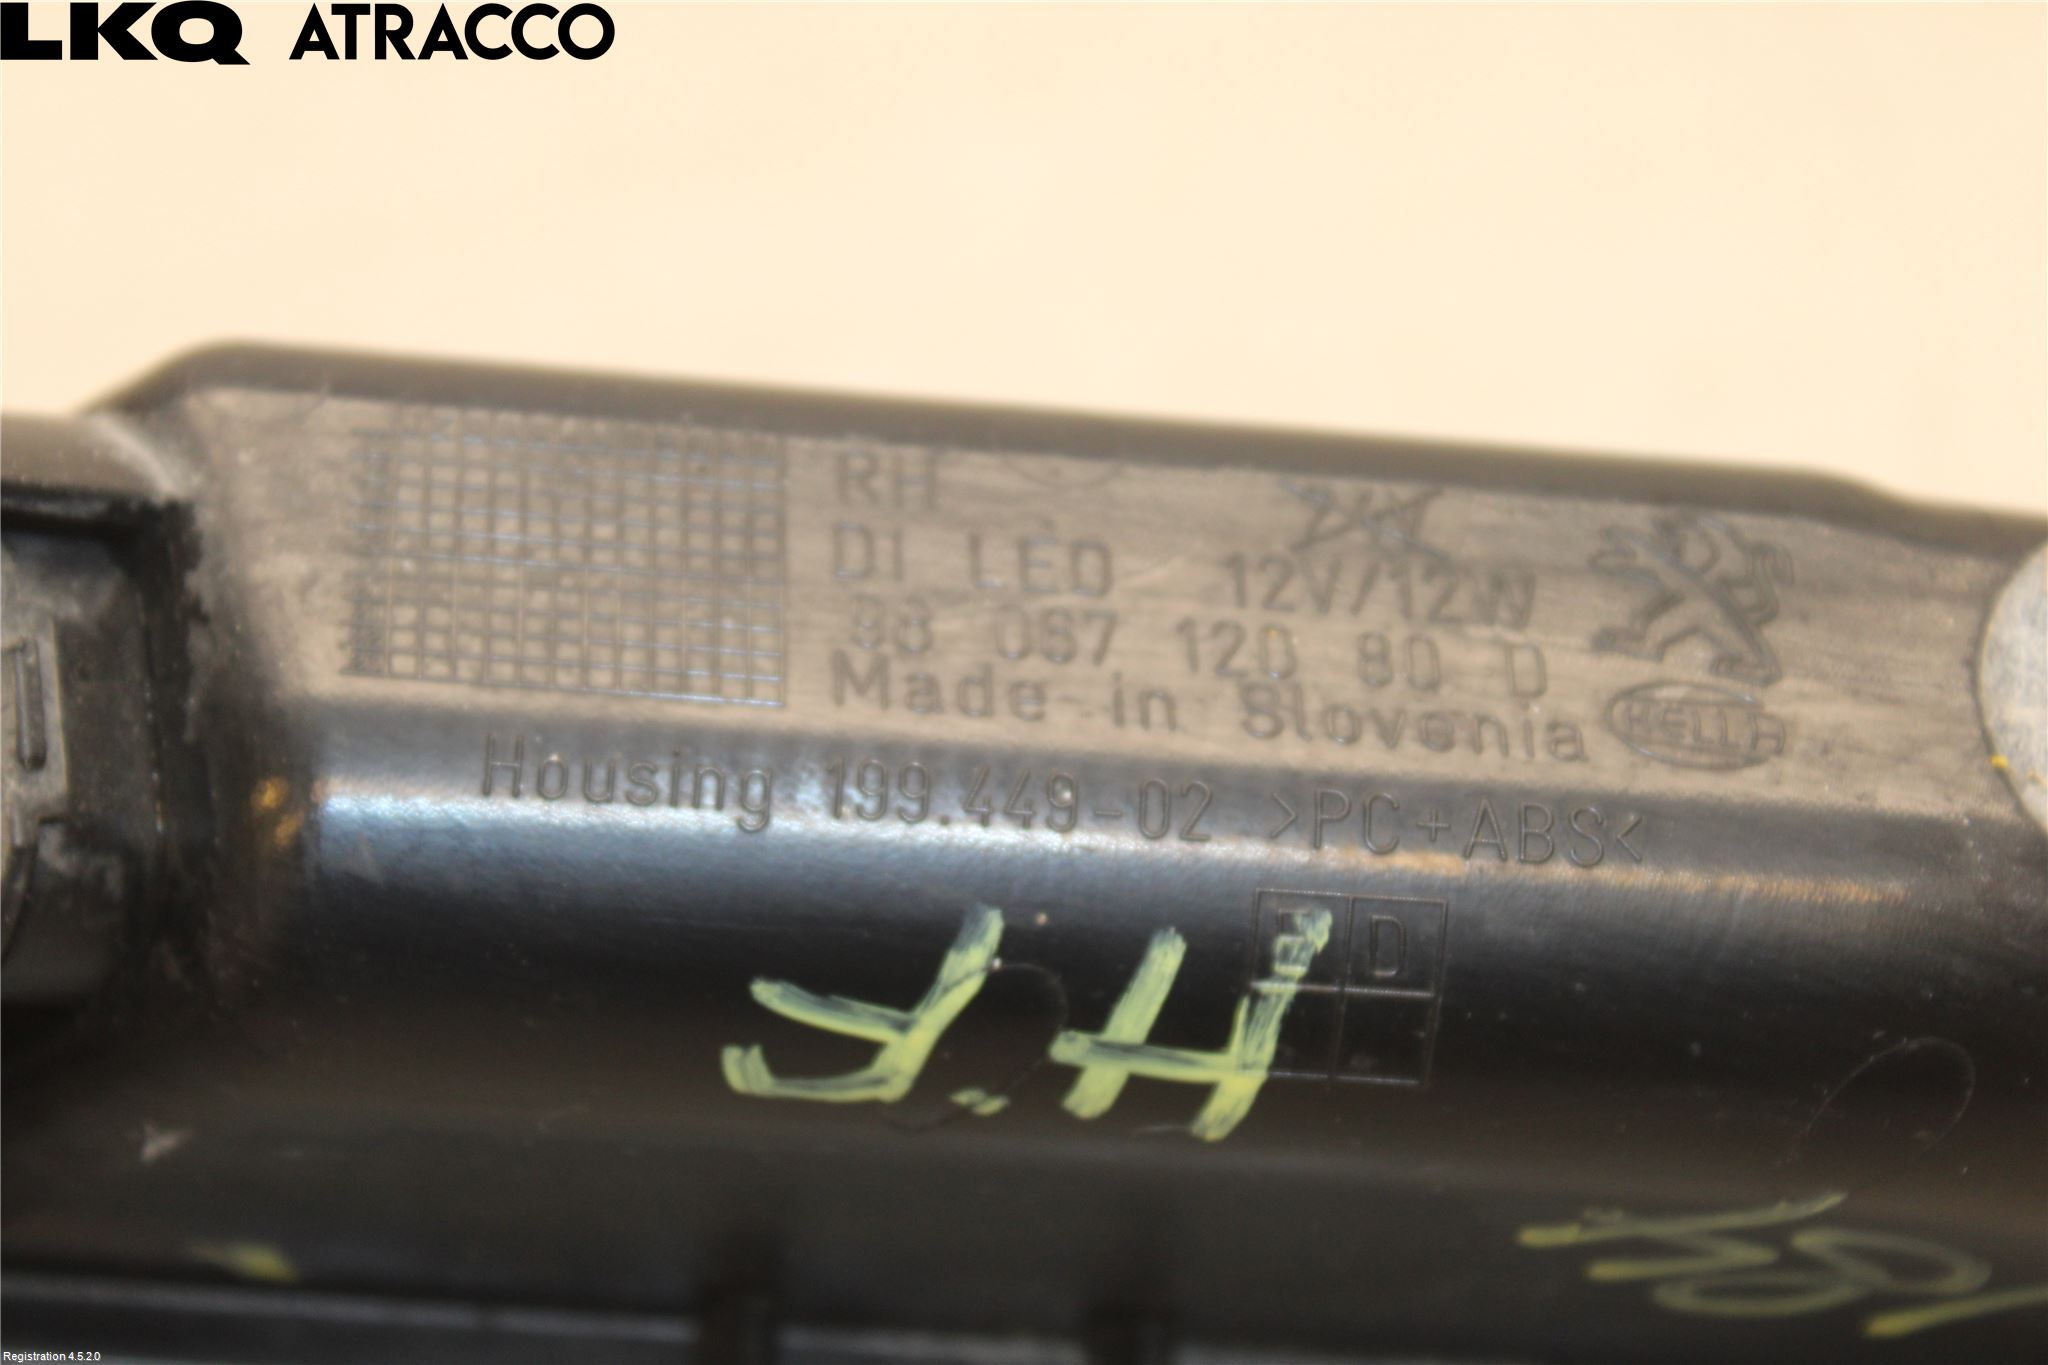 LKQ ATRACCO
RH
DI LED 12V/12W
98 067 120 80 D
Made in Slovenia
HELLA
Housing 199.449-02 >PC+ABS<
D
H.F
Registration 4.5.2.0